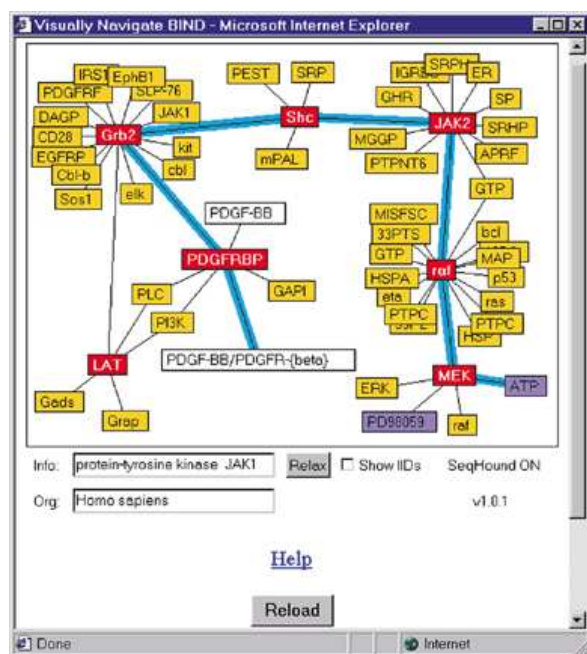 Visually Navigate BIND - Microsoft Internet Explorer
IRS1
EphB1
SLP-76
PDGFRF
DAGP
JAK1
CD28
Grb2
EGFRP
kit
Cbl-b
cbl
Sos1
elk
PEST
SRP
Shc
mPAL
SRPH
ER
GHR
SP
JAK2
SRHP
MGGP
APRF
PTPNT6
GTP
PDGF-BB
PDGFRBP
GAPI
PLC
PI3K
PDGF-BB/PDGFR-{beta}
LAT
Gads
Grap
MISFSC
33PTS
bcl
GTP
MAP
raf
p53
HSPA
eta
ras
PTPC
PTPC
HSP
MEK
ERK
ATP
PD98059
raf
Info:
protein-tyrosine kinase JAK1
Relax
Show IIDs
SeqHound ON
Org:
Homo sapiens
v1.0.1
Help
Reload
Done
Internet